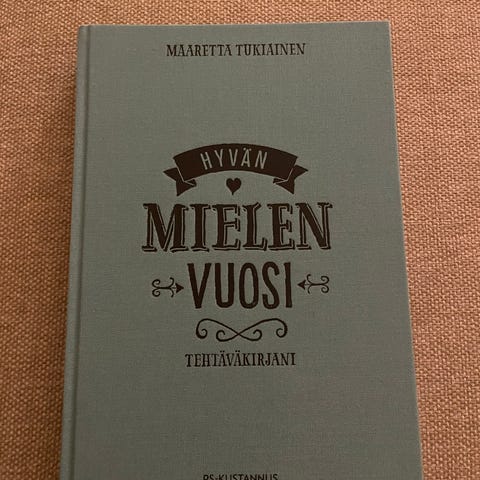 MAARETTA TUKIAINEN
HYVÄN
MIELEN
VUOSI
TEHTÄVÄKIRJANI
PS-KUSTANNUS